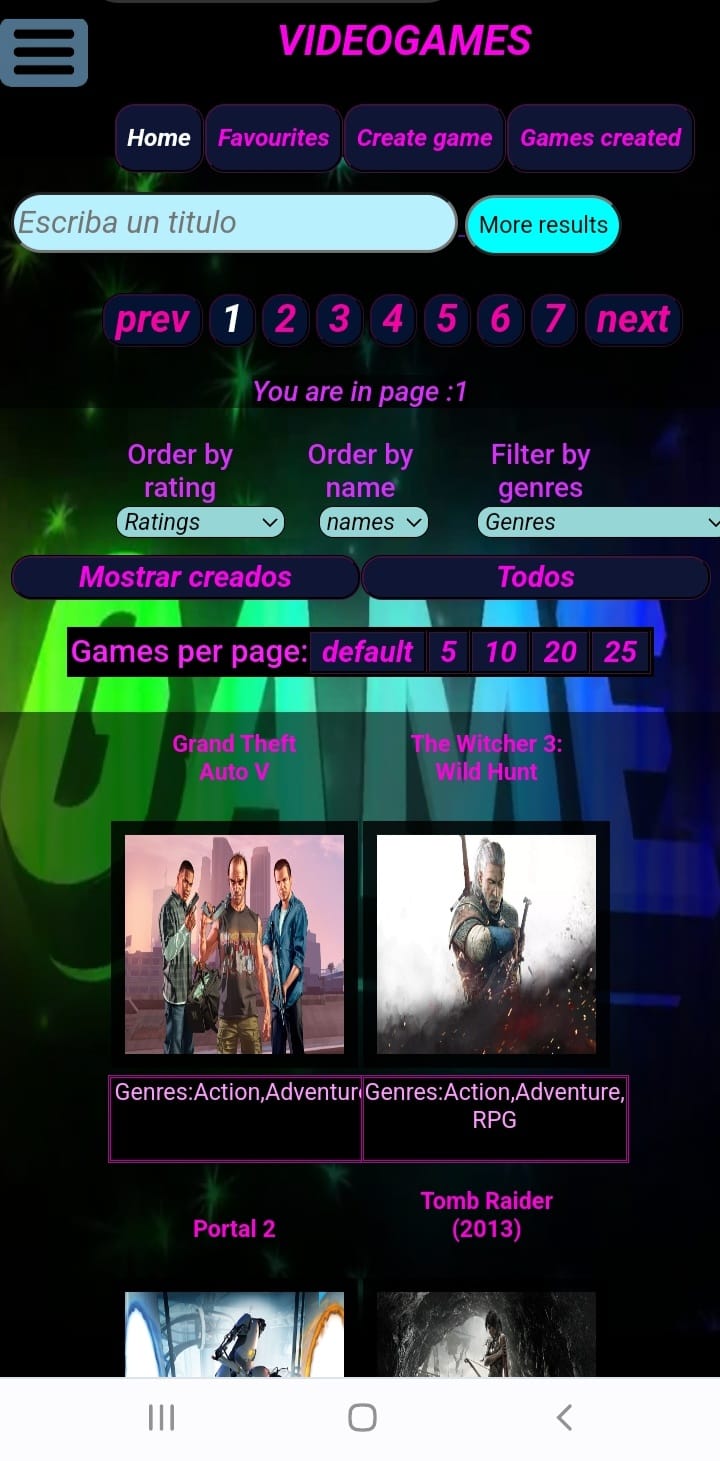 VIDEOGAMES
Home Favourites Create game Games created
Escriba un titulo More results
prev 1 2 3 4 5 6 7 next
You are in page :1
Order by rating
Order by name
Filter by genres
Ratings names Genres
Mostrar creados Todos
GAME
Games per page: default 5 10 20 25
Grand Theft
Auto V
The Witcher 3:
Wild Hunt
Genres:Action,Adventure
Genres:Action,Adventure,
RPG
Portal 2
Tomb Raider
(2013)